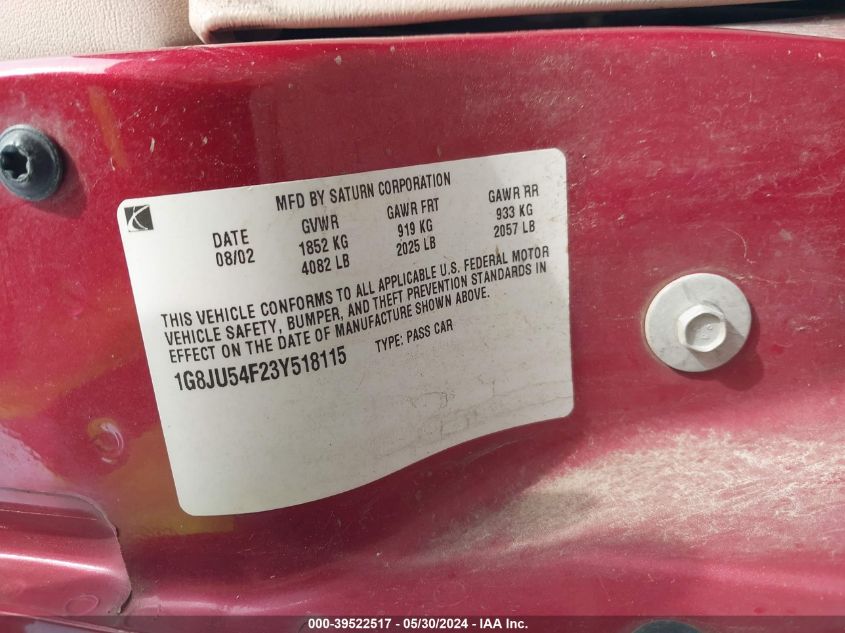 MFD BY SATURN CORPORATION
DATE GVWR GAWR FRT GAWR RR
08/02 1852 KG 919 KG 933 KG
4082 LB 2025 LB 2057 LB
THIS VEHICLE CONFORMS TO ALL APPLICABLE U.S. FEDERAL MOTOR
VEHICLE SAFETY, BUMPER, AND THEFT PREVENTION STANDARDS IN
EFFECT ON THE DATE OF MANUFACTURE SHOWN ABOVE.
1G8JU54F23Y518115 TYPE: PASS CAR
000-39522517 - 05/30/2024 - IAA Inc.